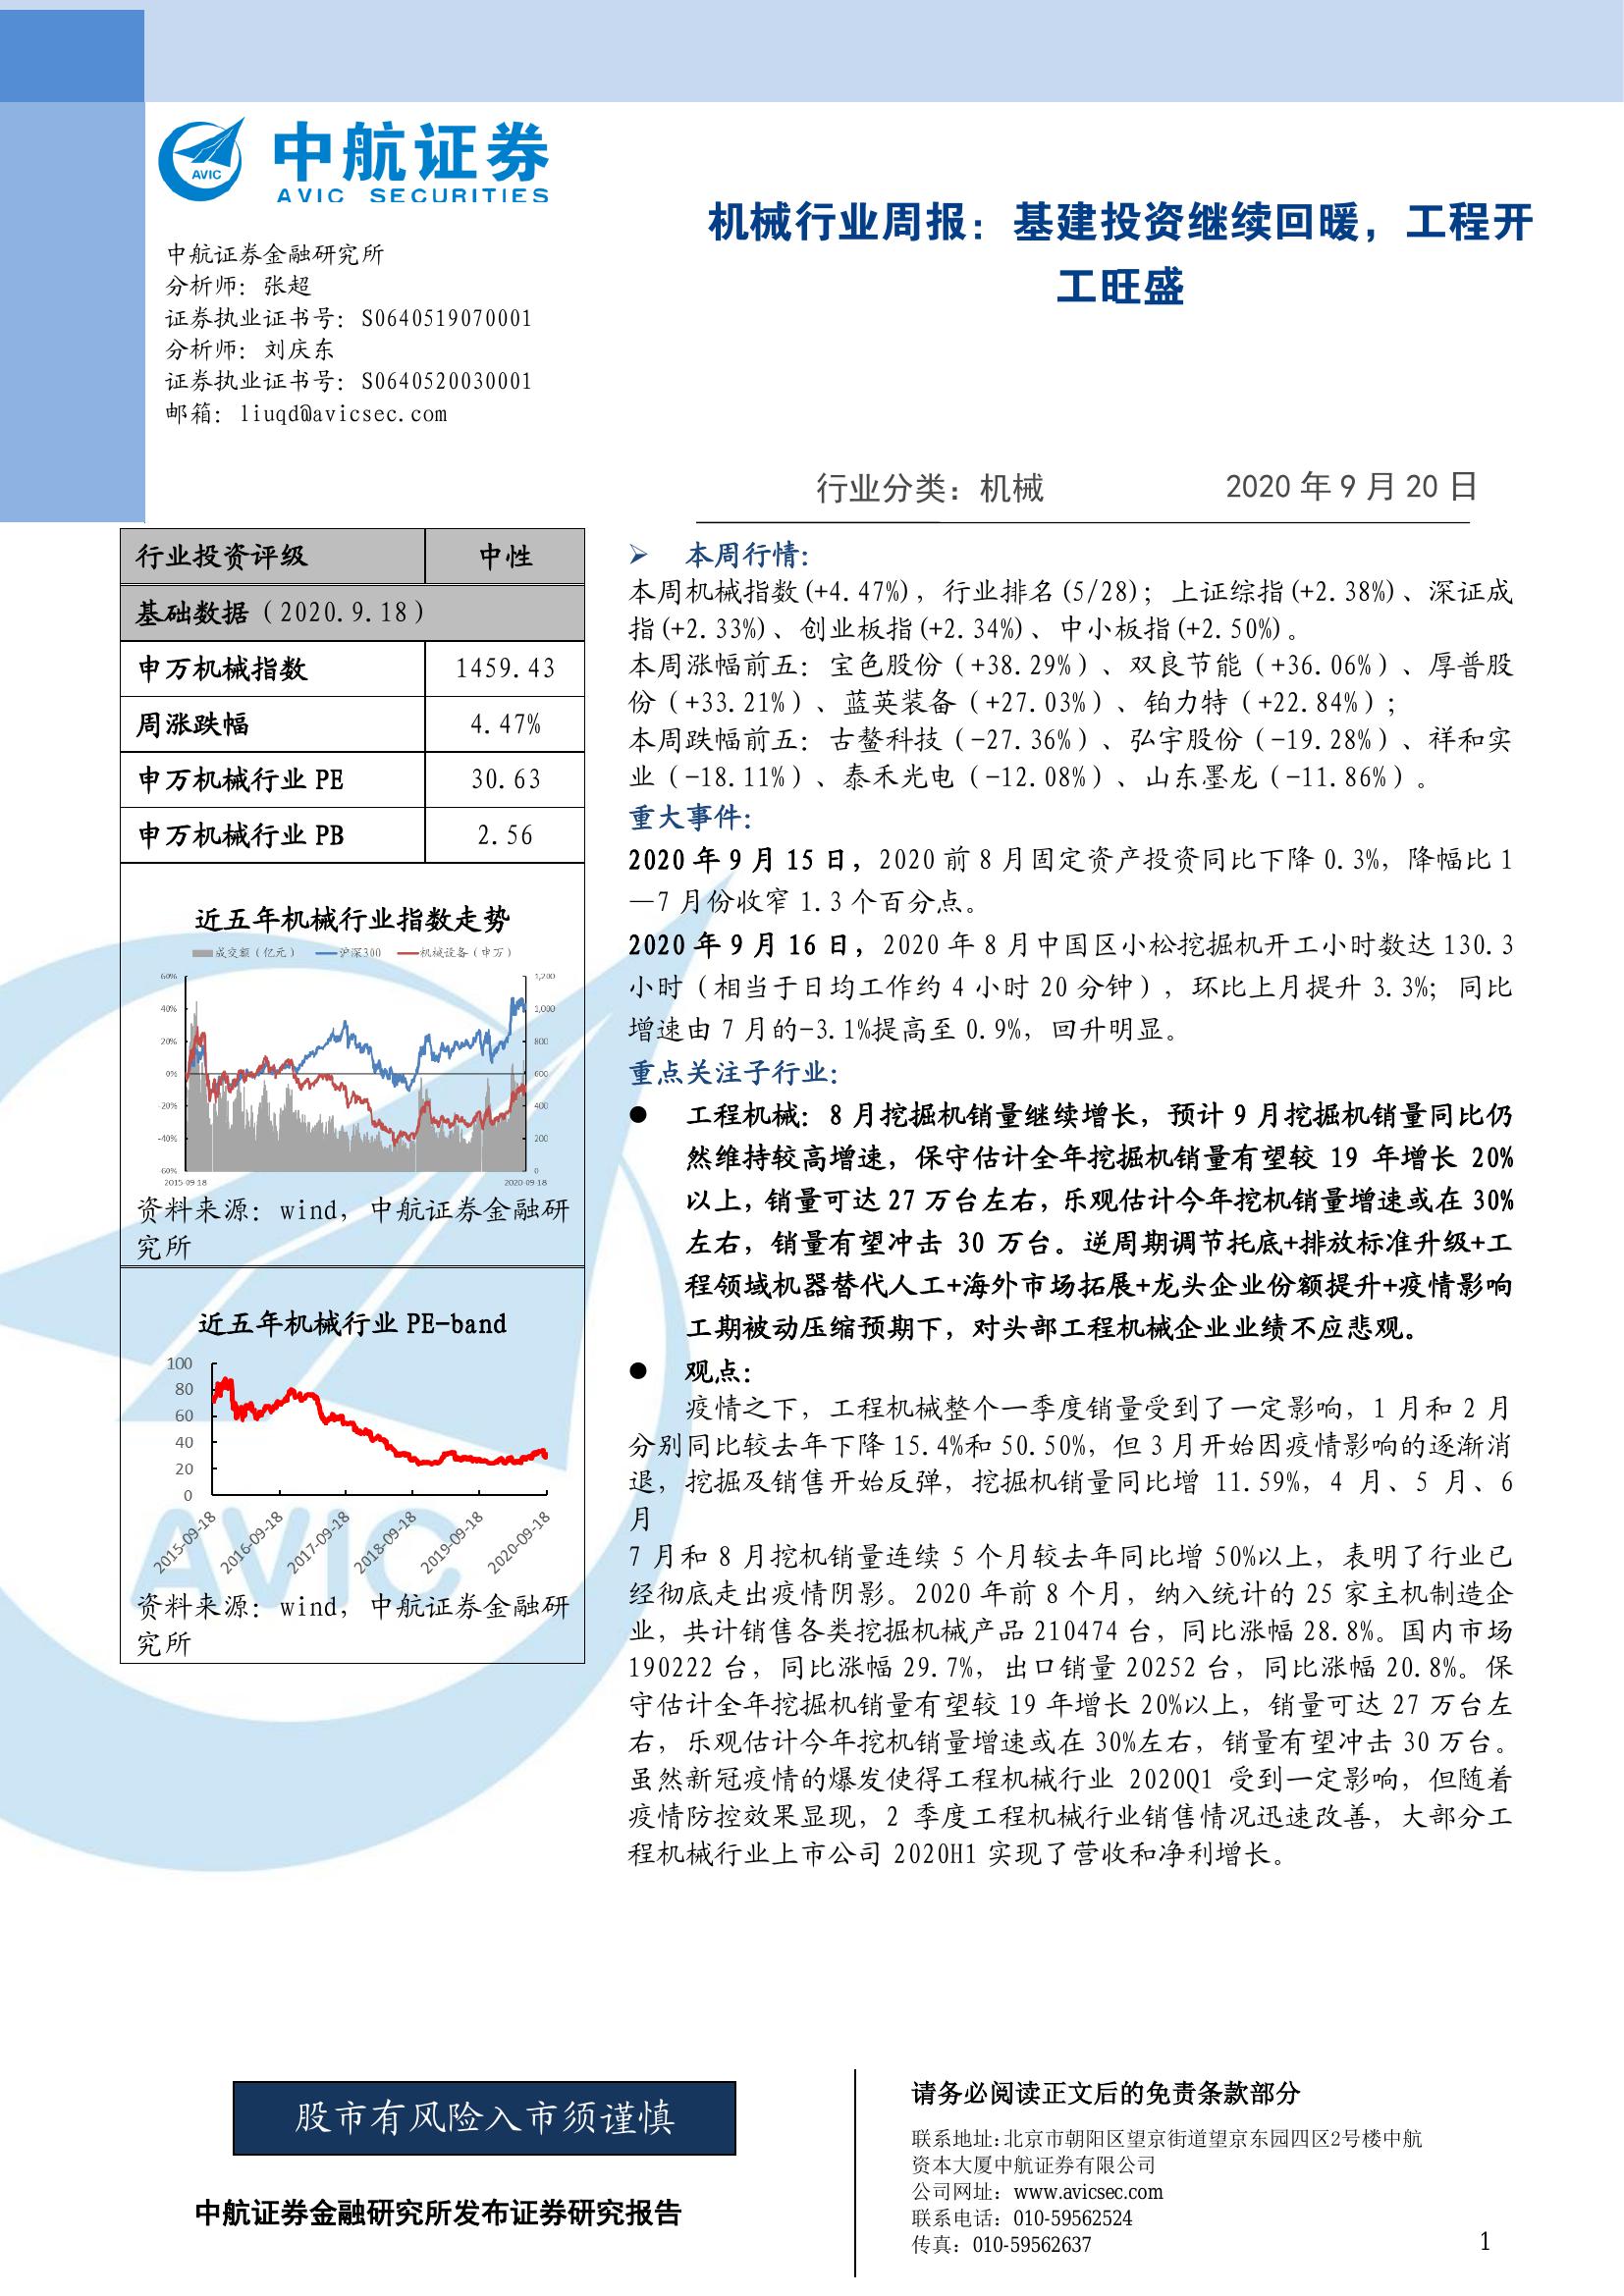 AVIC
中航证券
AVIC SECURITIES
中航证券金融研究所
分析师：张超
证券执业证书号：S0640519070001
分析师：刘庆东
证券执业证书号：S0640520030001
邮箱：liuqd@avicsec.com
机械行业周报：基建投资继续回暖，工程开
工旺盛
行业分类：机械 2020年9月20日
行业投资评级 中性
基础数据（2020.9.18）
申万机械指数 1459.43
周涨跌幅 4.47%
申万机械行业 PE 30.63
申万机械行业 PB 2.56
近五年机械行业指数走势
成交额（亿元） 沪深300 机械设备（申万）
60% 1,200
40% 1,000
20% 800
0% 600
-20% 400
-40% 200
60% 0
2015 09 18 2020 09 18
资料来源：wind，中航证券金融研
究所
近五年机械行业 PE-band
100
80
60
40
20
0
2015-09-18 2016-09-18 2017-09-18 2018-09-18 2019-09-18 2020-09-18
AVIC
资料来源：wind，中航证券金融研
究所
➢ 本周行情：
本周机械指数(+4.47%)，行业排名(5/28)；上证综指(+2.38%)、深证成
指(+2.33%)、创业板指(+2.34%)、中小板指(+2.50%)。
本周涨幅前五：宝色股份（+38.29%）、双良节能（+36.06%）、厚普股
份（+33.21%）、蓝英装备（+27.03%）、铂力特（+22.84%）；
本周跌幅前五：古鳌科技（-27.36%）、弘宇股份（-19.28%）、祥和实
业（-18.11%）、泰禾光电（-12.08%）、山东墨龙（-11.86%）。
重大事件：
2020 年 9 月 15 日，2020 前 8 月固定资产投资同比下降 0.3%，降幅比 1
—7 月份收窄 1.3 个百分点。
2020 年 9 月 16 日，2020 年 8 月中国区小松挖掘机开工小时数达 130.3
小时（相当于日均工作约 4 小时 20 分钟），环比上月提升 3.3%；同比
增速由 7 月的-3.1%提高至 0.9%，回升明显。
重点关注子行业：
● 工程机械：8 月挖掘机销量继续增长，预计 9 月挖掘机销量同比仍
然维持较高增速，保守估计全年挖掘机销量有望较 19 年增长 20%
以上，销量可达 27 万台左右，乐观估计今年挖机销量增速或在 30%
左右，销量有望冲击 30 万台。逆周期调节托底+排放标准升级+工
程领域机器替代人工+海外市场拓展+龙头企业份额提升+疫情影响
工期被动压缩预期下，对头部工程机械企业业绩不应悲观。
● 观点：
疫情之下，工程机械整个一季度销量受到了一定影响，1 月和 2 月
分别同比较去年下降 15.4%和 50.50%，但 3 月开始因疫情影响的逐渐消
退，挖掘及销售开始反弹，挖掘机销量同比增 11.59%，4 月、5 月、6
月
7 月和 8 月挖机销量连续 5 个月较去年同比增 50%以上，表明了行业已
经彻底走出疫情阴影。2020 年前 8 个月，纳入统计的 25 家主机制造企
业，共计销售各类挖掘机械产品 210474 台，同比涨幅 28.8%。国内市场
190222 台，同比涨幅 29.7%，出口销量 20252 台，同比涨幅 20.8%。保
守估计全年挖掘机销量有望较 19 年增长 20%以上，销量可达 27 万台左
右，乐观估计今年挖机销量增速或在 30%左右，销量有望冲击 30 万台。
虽然新冠疫情的爆发使得工程机械行业 2020Q1 受到一定影响，但随着
疫情防控效果显现，2 季度工程机械行业销售情况迅速改善，大部分工
程机械行业上市公司 2020H1 实现了营收和净利增长。
股市有风险入市须谨慎
中航证券金融研究所发布证券研究报告
请务必阅读正文后的免责条款部分
联系地址：北京市朝阳区望京街道望京东园四区2号楼中航
资本大厦中航证券有限公司
公司网址：www.avicsec.com
联系电话：010-59562524
传真：010-59562637
1